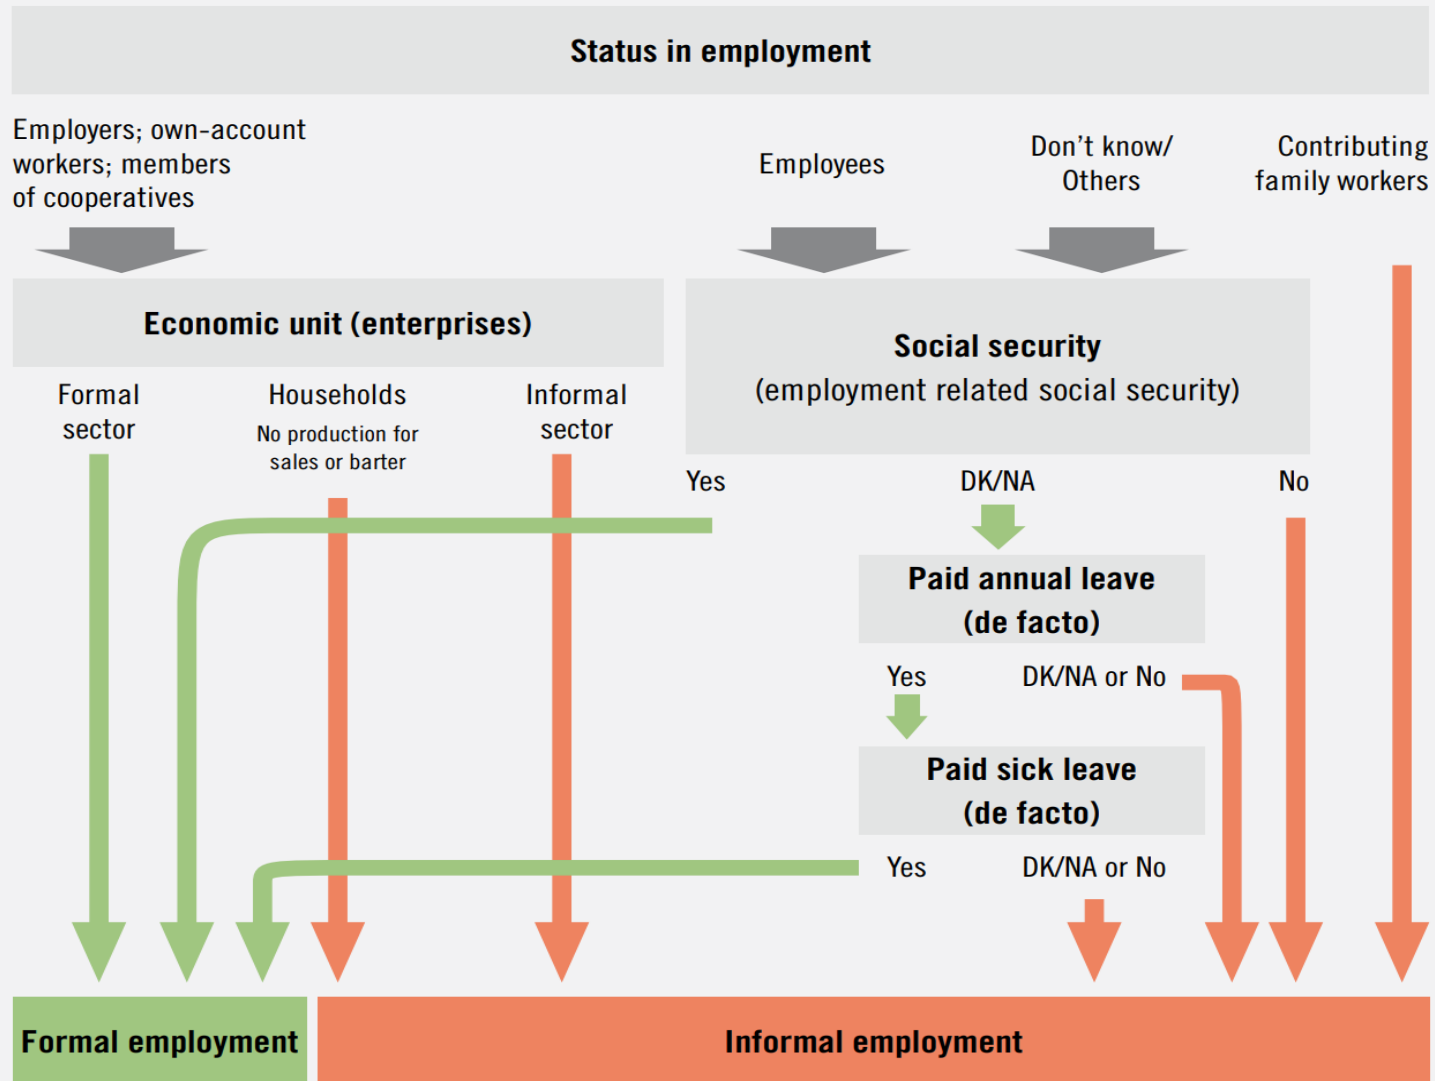 Status in employment
Employers; own-account
workers; members
of cooperatives
Employees
Don't know/
Others
Contributing
family workers
Economic unit (enterprises)
Social security
(employment related social security)
Formal
sector
Households
No production for
sales or barter
Informal
sector
Yes
DK/NA
No
Paid annual leave
(de facto)
Yes
DK/NA or No
Paid sick leave
(de facto)
Yes
DK/NA or No
Formal employment
Informal employment